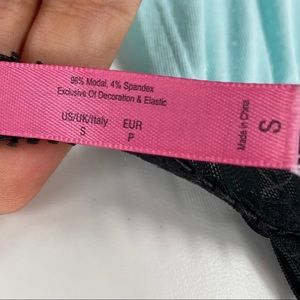 96% Modal, 4% Spandex
Exclusive Of Decoration & Elastic
US/UK/Italy EUR
S P
Made in China
S